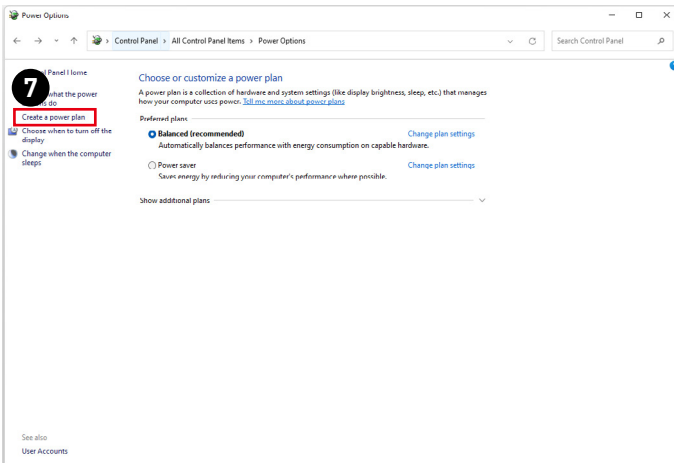 Power Options
Control Panel > All Control Panel Items > Power Options
Search Control Panel
7
Panel Home
what the power
do
Create a power plan
Choose when to turn off the
display
Change when the computer
sleeps
Choose or customize a power plan
A power plan is a collection of hardware and system settings (like display brightness, sleep, etc.) that manages
how your computer uses power. Tell me more about power plans
Preferred plans
Balanced (recommended)
Change plan settings
Automatically balances performance with energy consumption on capable hardware.
Power saver
Change plan settings
Saves energy by reducing your computer's performance where possible.
Show additional plans
See also
User Accounts